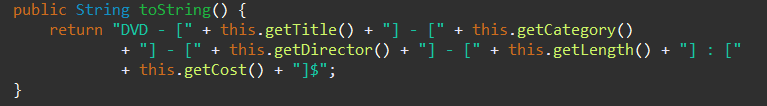 public String toString() {
    return "DVD - [" + this.getTitle() + "] - [" + this.getCategory()
            + "] - [" + this.getDirector() + "] - [" + this.getLength() + "] : ["
            + this.getCost() + "]$";
}